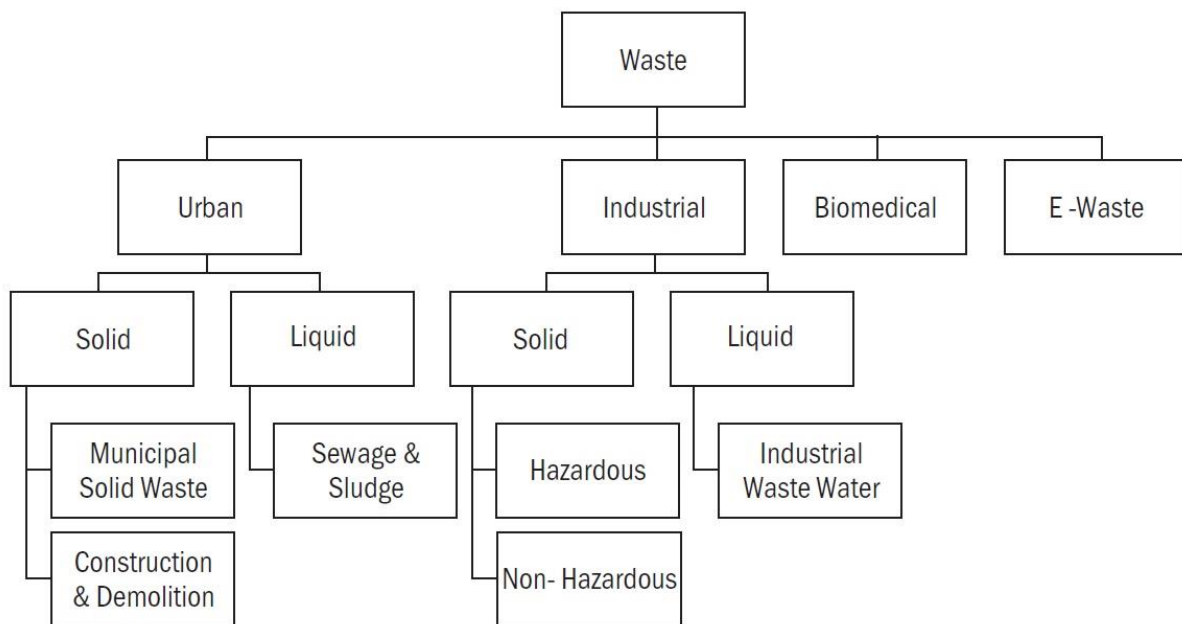 Waste
Urban
Industrial
Biomedical
E -Waste
Solid
Liquid
Solid
Liquid
Municipal
Solid Waste
Sewage &
Sludge
Hazardous
Industrial
Waste Water
Construction
& Demolition
Non- Hazardous